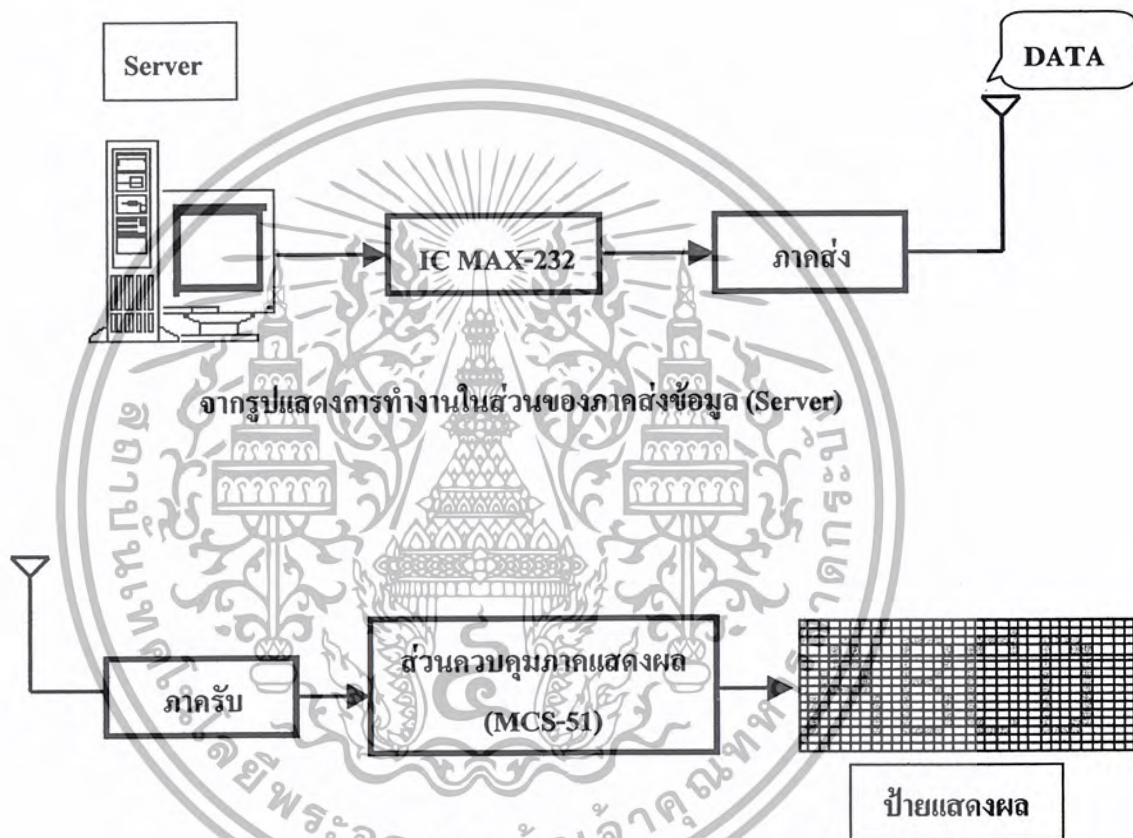 Server
DATA
IC MAX-232
ภาคส่ง
จากรูปแสดงการทำงานในส่วนของภาคส่งข้อมูล (Server)
ภาครับ
ส่วนควบคุมภาคแสดงผล
(MCS-51)
ป้ายแสดงผล